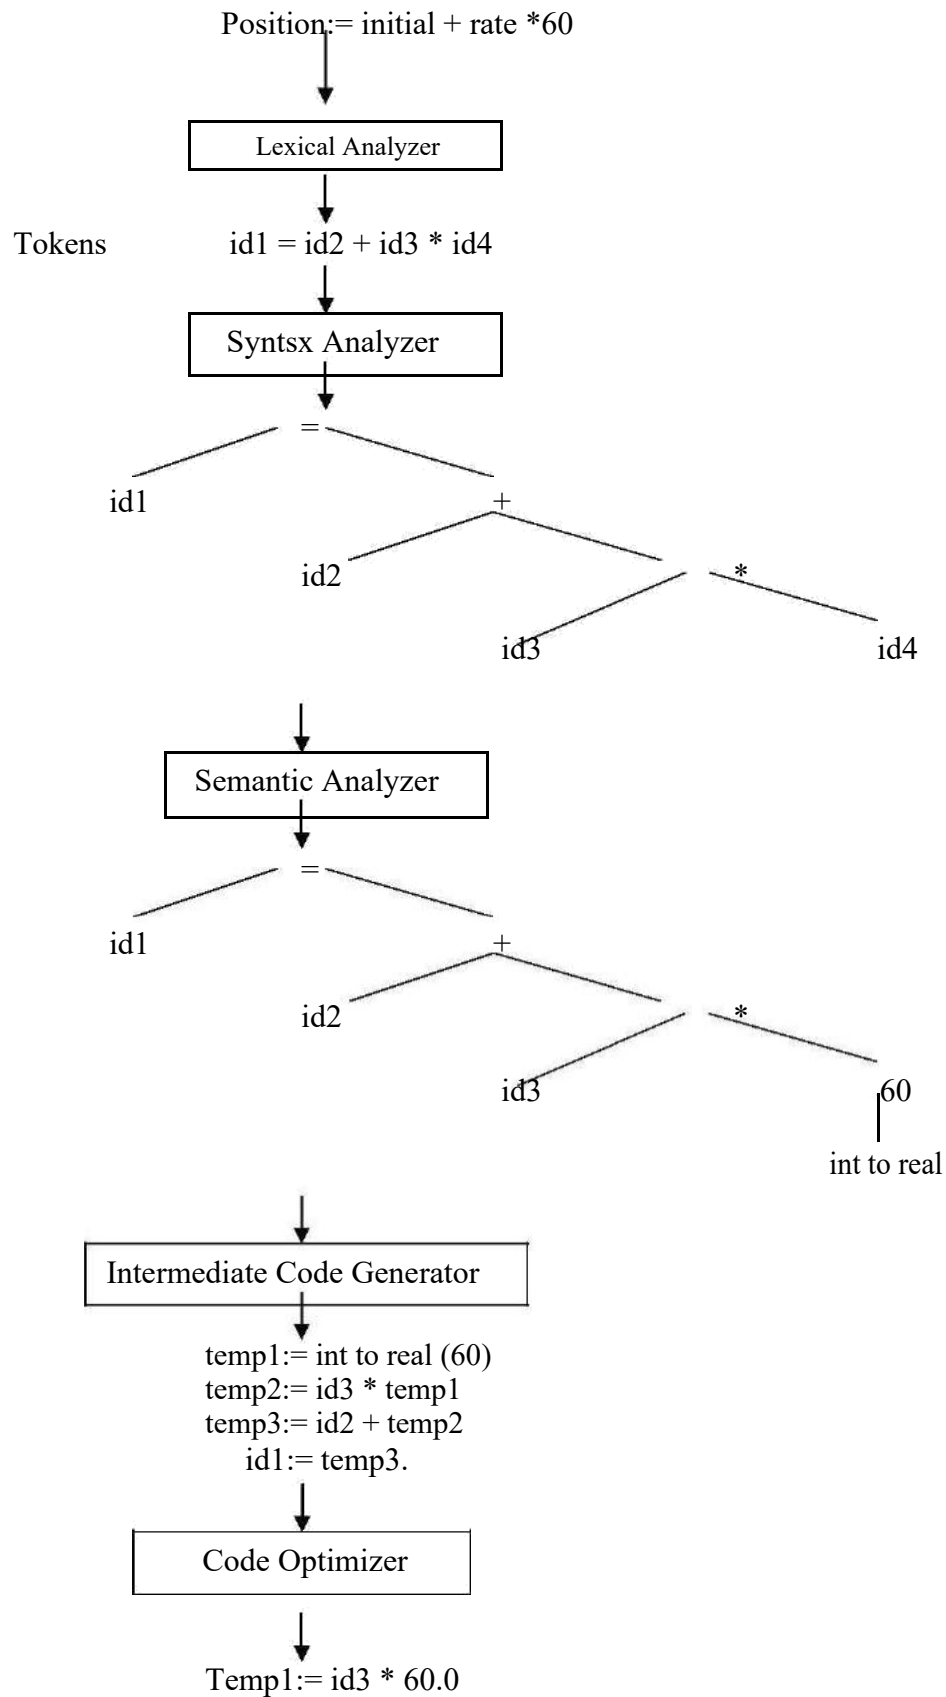 Position:= initial + rate *60
Lexical Analyzer
Tokens id1 = id2 + id3 * id4
Syntsx Analyzer
=
id1
+
id2
*
id3 id4
Semantic Analyzer
=
id1
+
id2
*
id3 60
int to real
Intermediate Code Generator
temp1:= int to real (60)
temp2:= id3 * temp1
temp3:= id2 + temp2
id1:= temp3.
Code Optimizer
Temp1:= id3 * 60.0